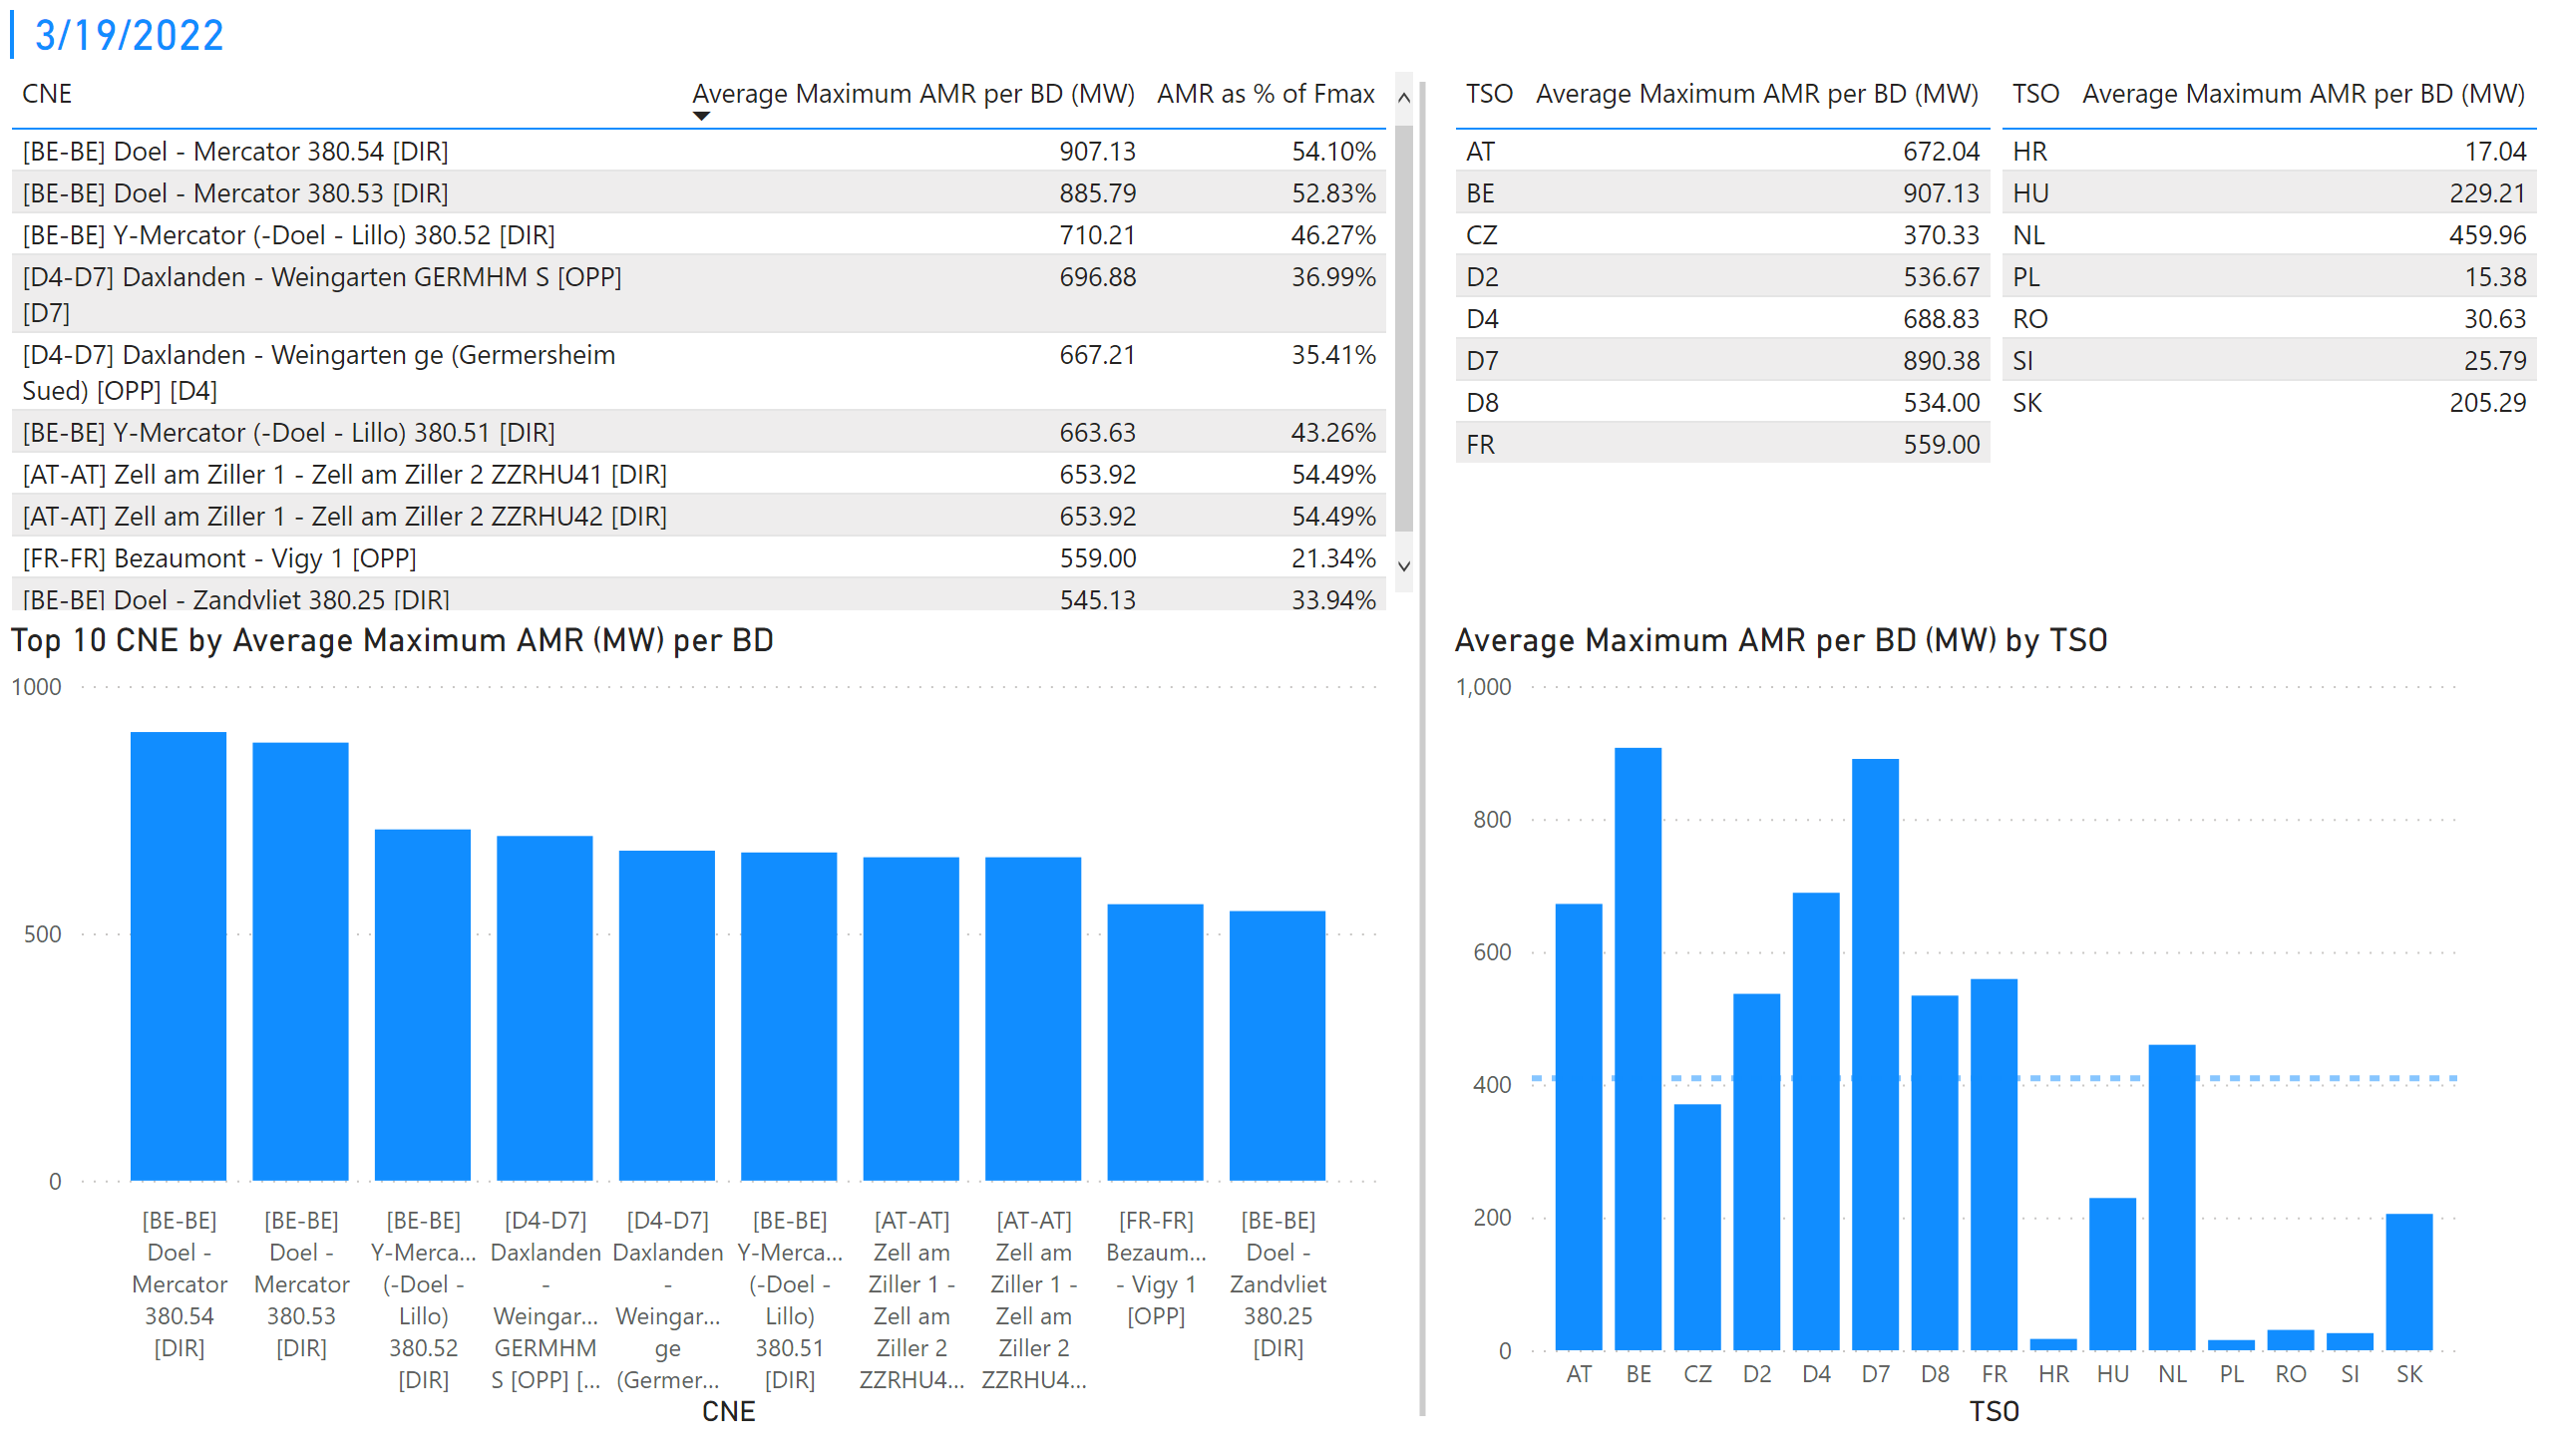 3/19/2022
CNE Average Maximum AMR per BD (MW) AMR as % of Fmax
[BE-BE] Doel - Mercator 380.54 [DIR] 907.13 54.10%
[BE-BE] Doel - Mercator 380.53 [DIR] 885.79 52.83%
[BE-BE] Y-Mercator (-Doel - Lillo) 380.52 [DIR] 710.21 46.27%
[D4-D7] Daxlanden - Weingarten GERMHM S [OPP] 696.88 36.99%
[D7]
[D4-D7] Daxlanden - Weingarten ge (Germersheim 667.21 35.41%
Sued) [OPP] [D4]
[BE-BE] Y-Mercator (-Doel - Lillo) 380.51 [DIR] 663.63 43.26%
[AT-AT] Zell am Ziller 1 - Zell am Ziller 2 ZZRHU41 [DIR] 653.92 54.49%
[AT-AT] Zell am Ziller 1 - Zell am Ziller 2 ZZRHU42 [DIR] 653.92 54.49%
[FR-FR] Bezaumont - Vigy 1 [OPP] 559.00 21.34%
[BE-BE] Doel - Zandvliet 380.25 [DIR] 545.13 33.94%
TSO Average Maximum AMR per BD (MW)
AT 672.04
BE 907.13
CZ 370.33
D2 536.67
D4 688.83
D7 890.38
D8 534.00
FR 559.00
TSO Average Maximum AMR per BD (MW)
HR 17.04
HU 229.21
NL 459.96
PL 15.38
RO 30.63
SI 25.79
SK 205.29
Top 10 CNE by Average Maximum AMR (MW) per BD
1000
500
0
[BE-BE]
Doel -
Mercator
380.54
[DIR]
[BE-BE]
Doel -
Mercator
380.53
[DIR]
[BE-BE]
Y-Merca...
(-Doel -
Lillo)
380.52
[DIR]
[D4-D7]
Daxlanden
-
Weingar...
GERMHM
S [OPP] [...
[D4-D7]
Daxlanden
-
Weingar...
ge
(Germer...
[BE-BE]
Y-Merca...
(-Doel -
Lillo)
380.51
[DIR]
[AT-AT]
Zell am
Ziller 1 -
Zell am
Ziller 2
ZZRHU4...
[AT-AT]
Zell am
Ziller 1 -
Zell am
Ziller 2
ZZRHU4...
[FR-FR]
Bezaum...
- Vigy 1
[OPP]
[BE-BE]
Doel -
Zandvliet
380.25
[DIR]
CNE
Average Maximum AMR per BD (MW) by TSO
1,000
800
600
400
200
0
AT BE CZ D2 D4 D7 D8 FR HR HU NL PL RO SI SK
TSO